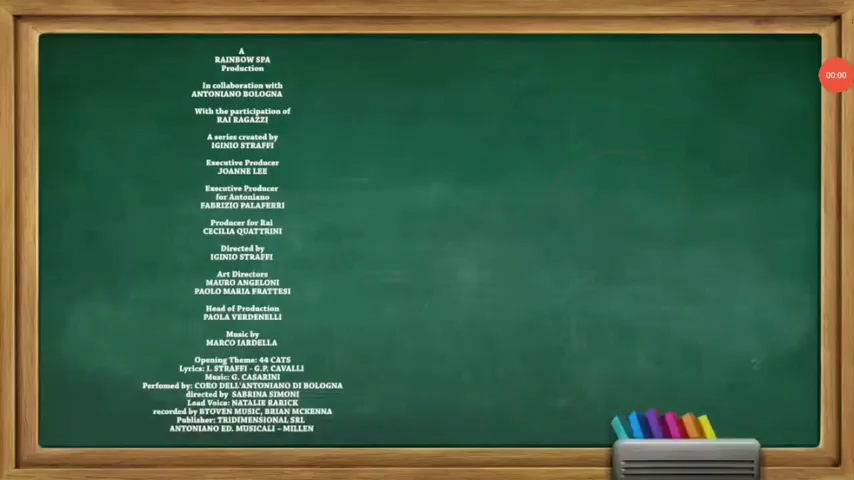 A
RAINBOW SPA
Production
In collaboration with
ANTONIANO BOLOGNA
With the participation of
RAI RAGAZZI
A series created by
IGINIO STRAFFI
Executive Producer
JOANNE LEE
Executive Producer
for Antoniano
FABRIZIO PALAFERRI
Producer for Rai
CECILIA QUATTRINI
Directed by
IGINIO STRAFFI
Art Directors
MAURO ANGELONI
PAOLO MARIA FRATTESI
Head of Production
PAOLA VERDENELLI
Music by
MARCO IARDELLA
Opening Theme: 44 CATS
Lyrics: I. STRAFFI - G.P. CAVALLI
Music: G. CASARINI
Perfomed by: CORO DELL'ANTONIANO DI BOLOGNA
directed by SABRINA SIMONI
Lead Voice: NATALIE RARICK
recorded by BTOVEN MUSIC, BRIAN MCKENNA
Publisher: TRIDIMENSIONAL SRL
ANTONIANO ED. MUSICALI - MILLEN
00:00